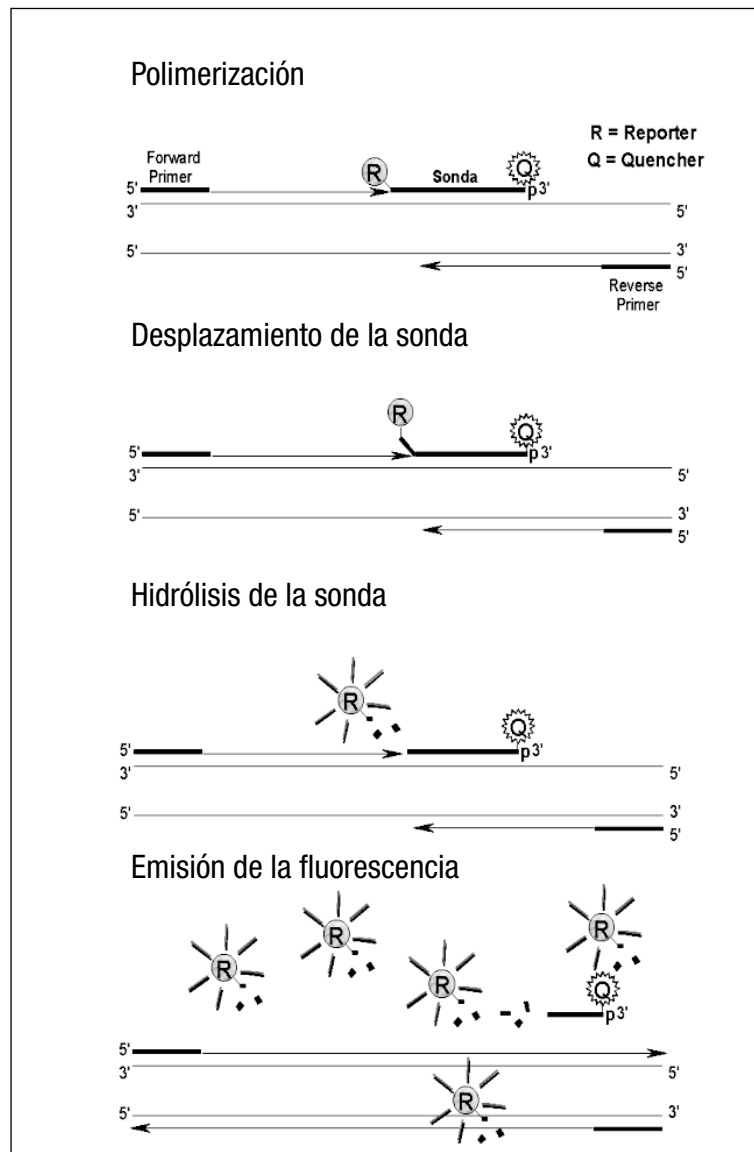 Polimerización
R = Reporter
Q = Quencher
Forward
Primer
R
Sonda
Q
5'
p3'
3'
5'
5'
3'
5'
Reverse
Primer
Desplazamiento de la sonda
R
Q
5'
p3'
3'
5'
5'
3'
5'
Hidrólisis de la sonda
R
Q
5'
p3'
3'
5'
5'
3'
5'
Emisión de la fluorescencia
R
R
R
R
Q
p3'
5'
3'
5'
R
5'
3'
5'